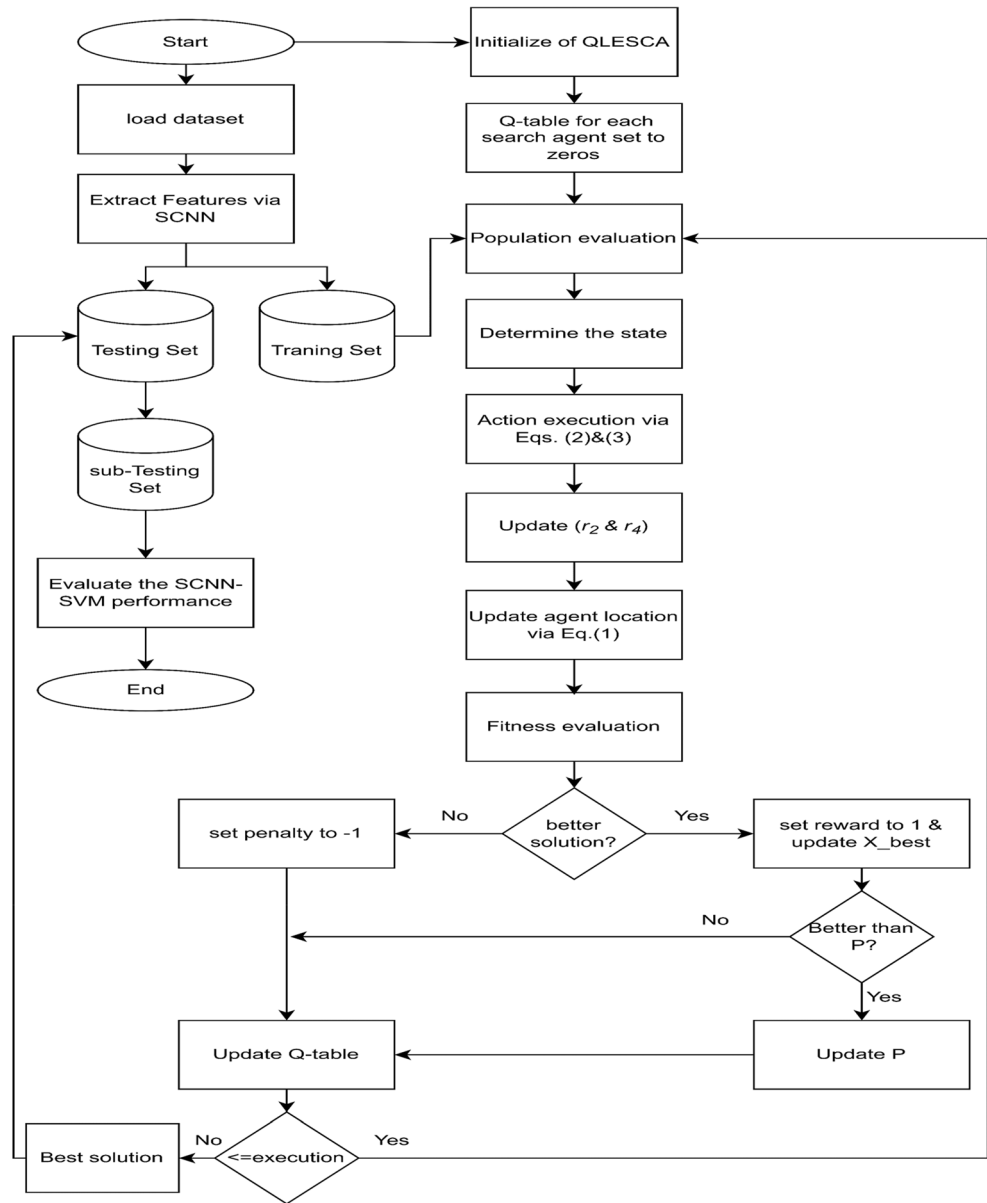 Start
Initialize of QLESCA
load dataset
Q-table for each
search agent set to
zeros
Extract Features via
SCNN
Population evaluation
Testing Set
Traning Set
Determine the state
Action execution via
Eqs. (2)&(3)
sub-Testing
Set
Update (r2 & r4)
Evaluate the SCNN-
SVM performance
Update agent location
via Eq.(1)
End
Fitness evaluation
No
better
solution?
Yes
set penalty to -1
set reward to 1 &
update X_best
No
Better than
P?
Yes
Update Q-table
Update P
Best solution
No
<=execution
Yes